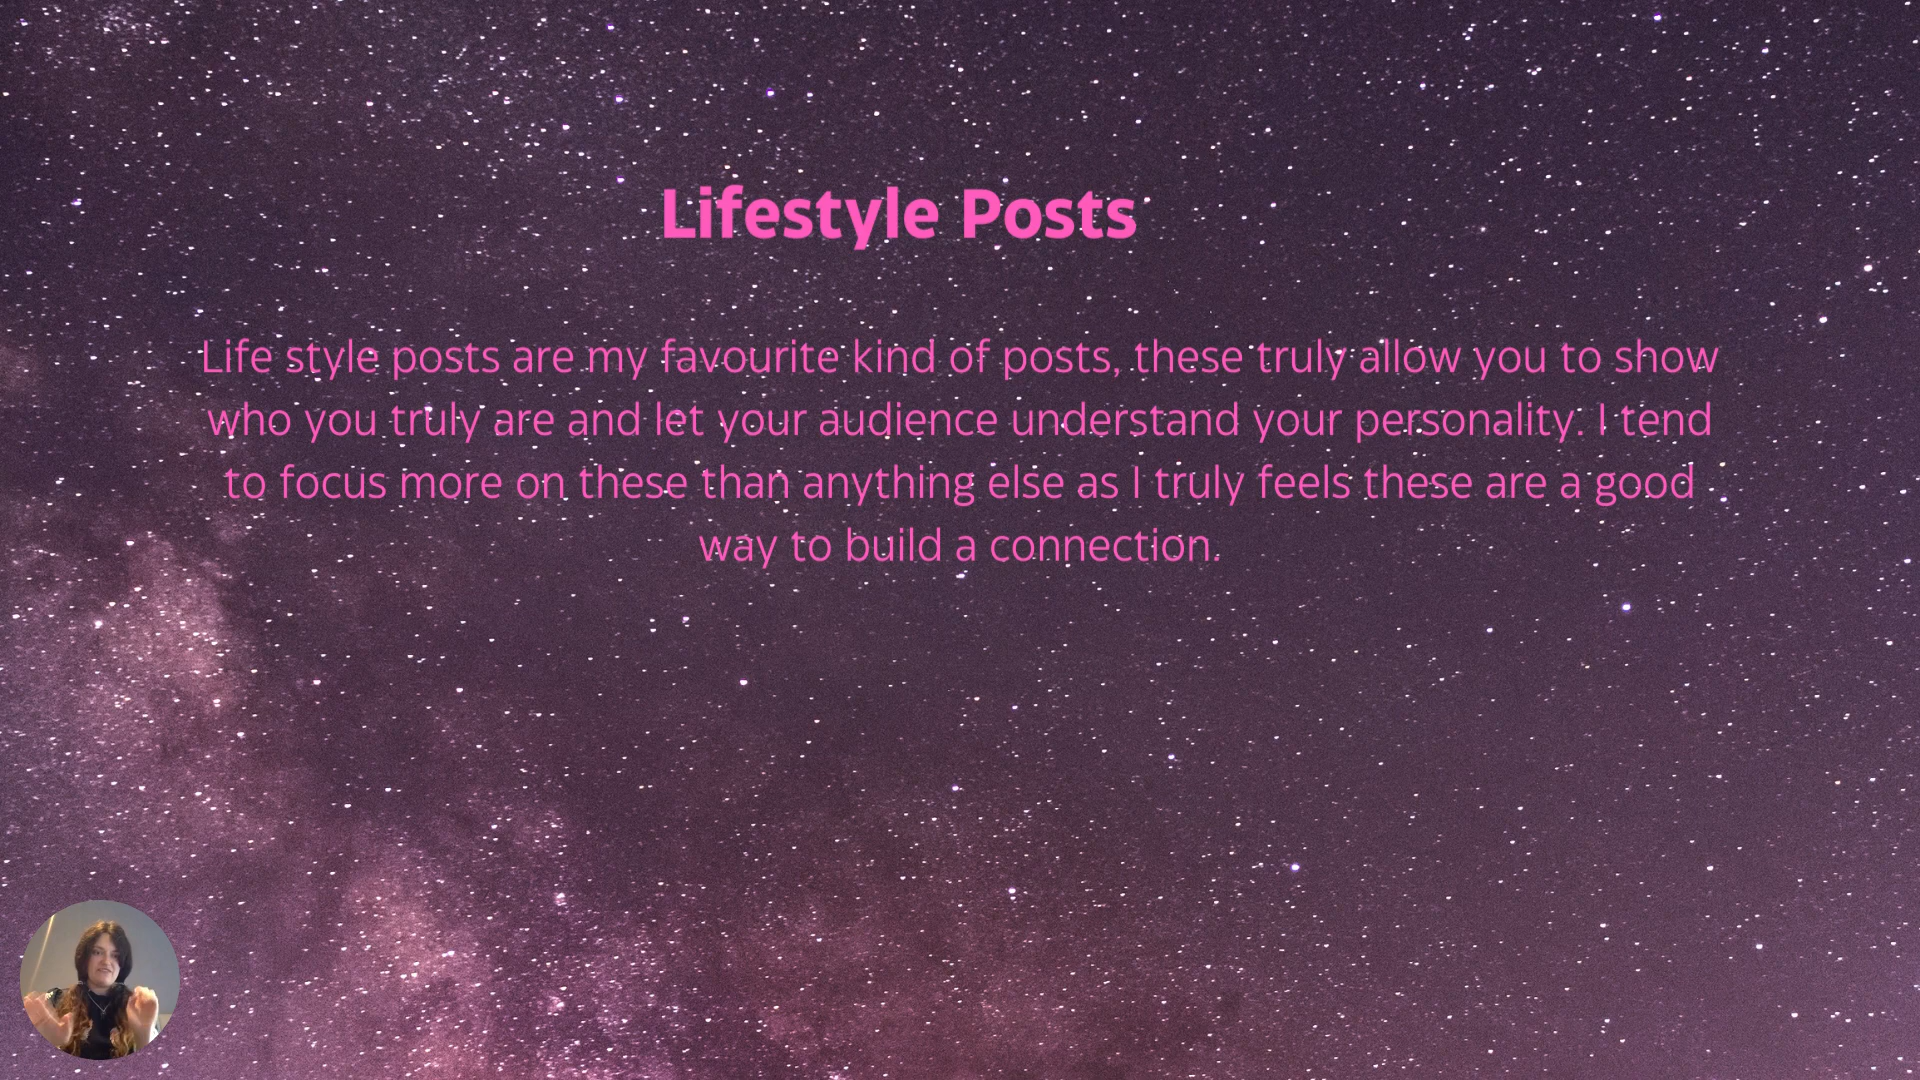 Lifestyle Posts
Life style posts are my favourite kind of posts, these truly allow you to show
who you truly are and let your audience understand your personality. I tend
to focus more on these than anything else as I truly feels these are a good
way to build a connection.